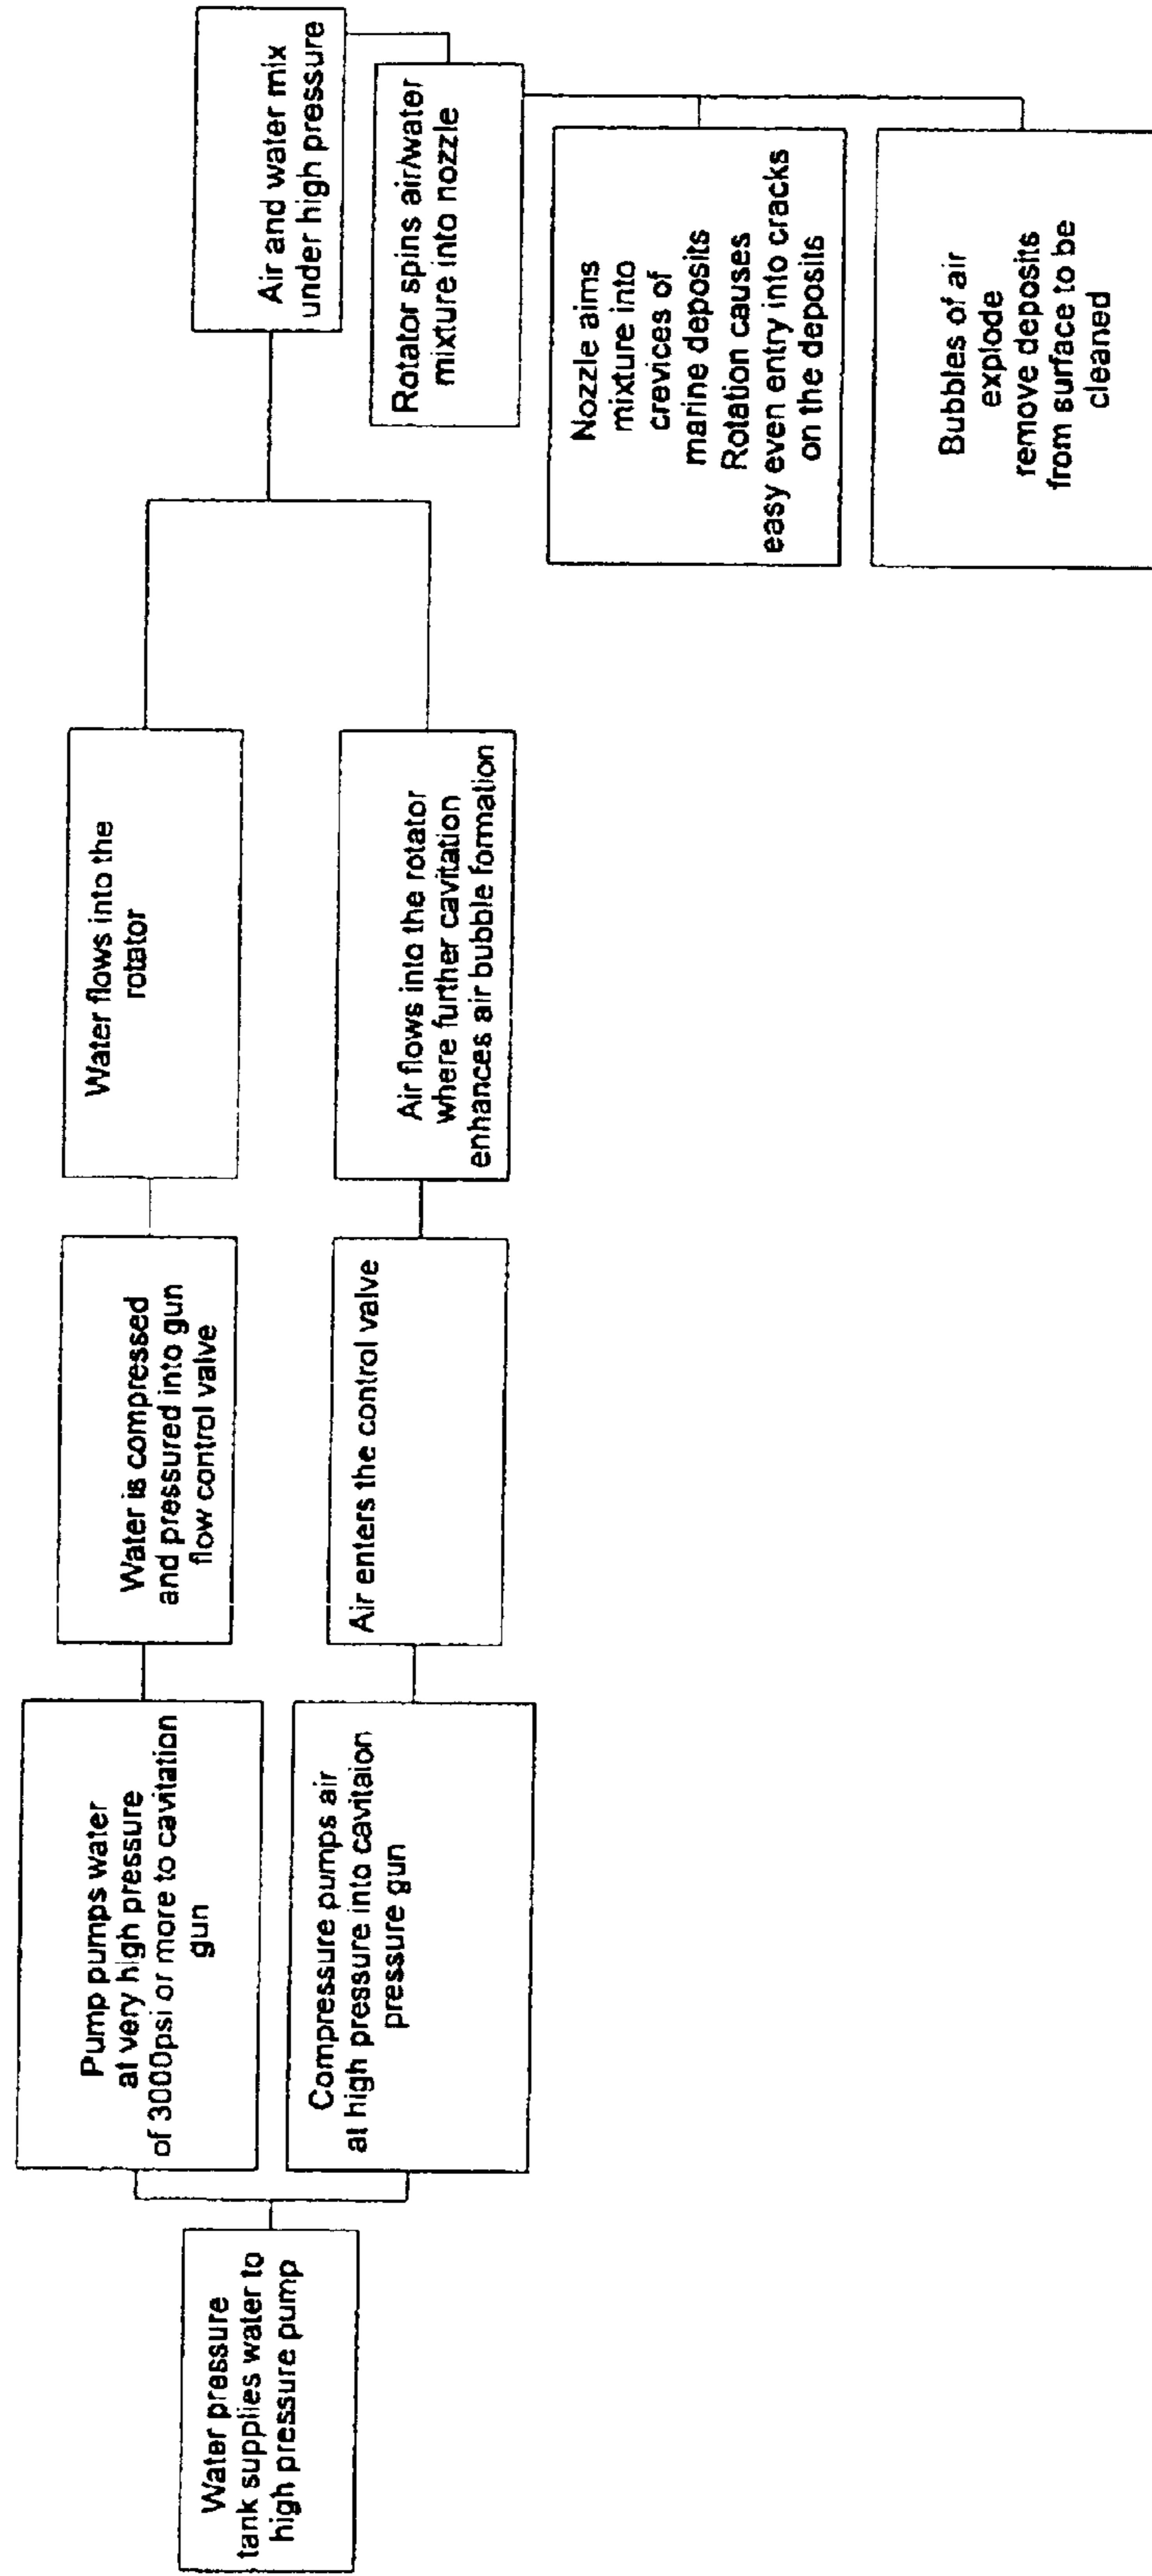 Water pressure
tank supplies water to
high pressure pump
Pump pumps water
at very high pressure
of 3000psi or more to cavitation
gun
Compressure pumps air
at high pressure into cavitaion
pressure gun
Water is compressed
and pressured into gun
flow control valve
Air enters the control valve
Water flows into the
rotator
Air flows into the rotator
where further cavitation
enhances air bubble formation
Air and water mix
under high pressure
Rotator spins air/water
mixture into nozzle
Nozzle aims
mixture into
crevices of
marine deposits
Rotation causes
easy even entry into cracks
on the deposits
Bubbles of air
explode
remove deposits
from surface to be
cleaned